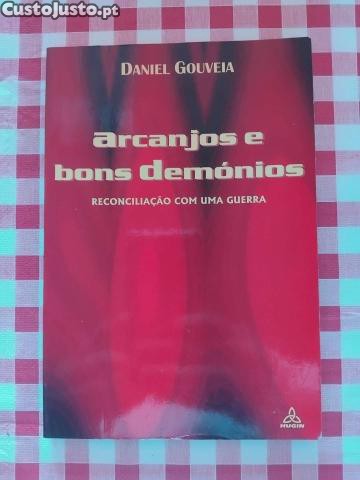 CustoJusto.pt
DANIEL GOUVEIA
arcanjos e
bons demónios
RECONCILIAÇÃO COM UMA GUERRA
HUGIN